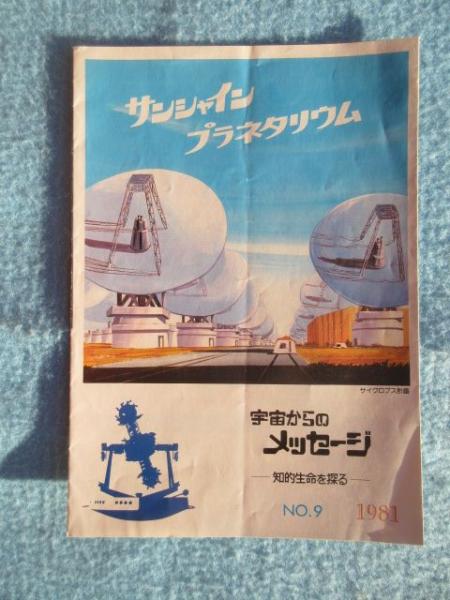 サンシャイン
プラネタリウム
サイクロプス計画
宇宙からの
メッセージ
―知的生命を探る―
NO.9
1981